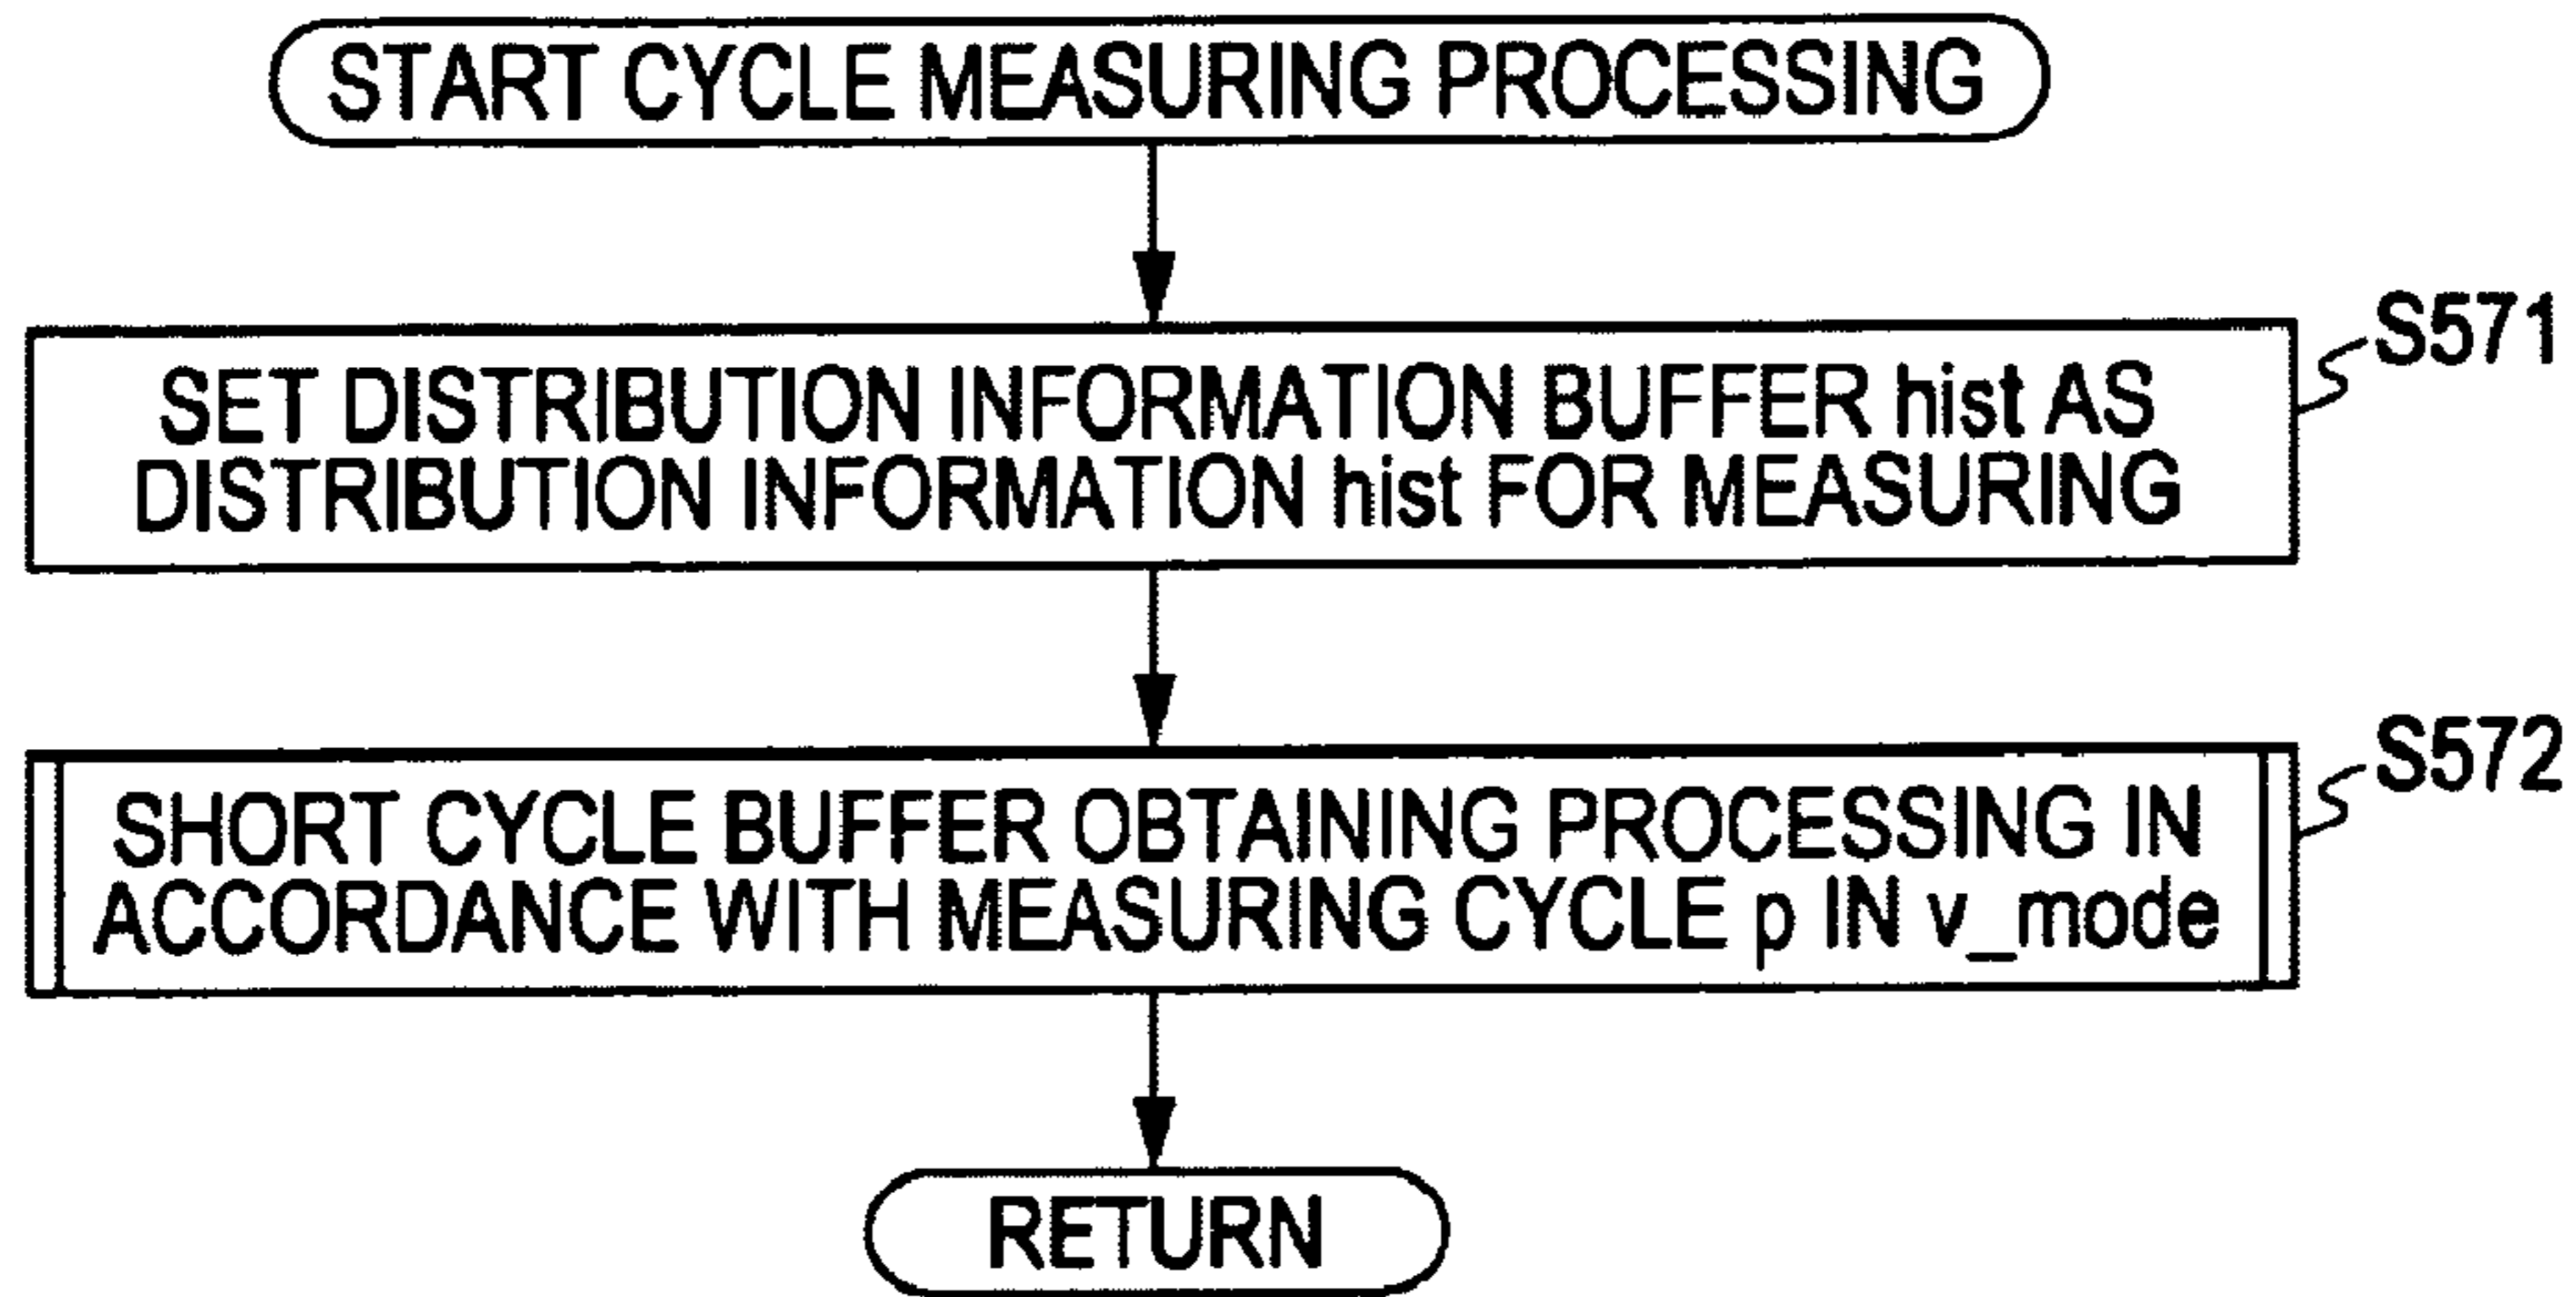 START CYCLE MEASURING PROCESSING
S571
SET DISTRIBUTION INFORMATION BUFFER hist AS
DISTRIBUTION INFORMATION hist FOR MEASURING
S572
SHORT CYCLE BUFFER OBTAINING PROCESSING IN
ACCORDANCE WITH MEASURING CYCLE p IN v_mode
RETURN